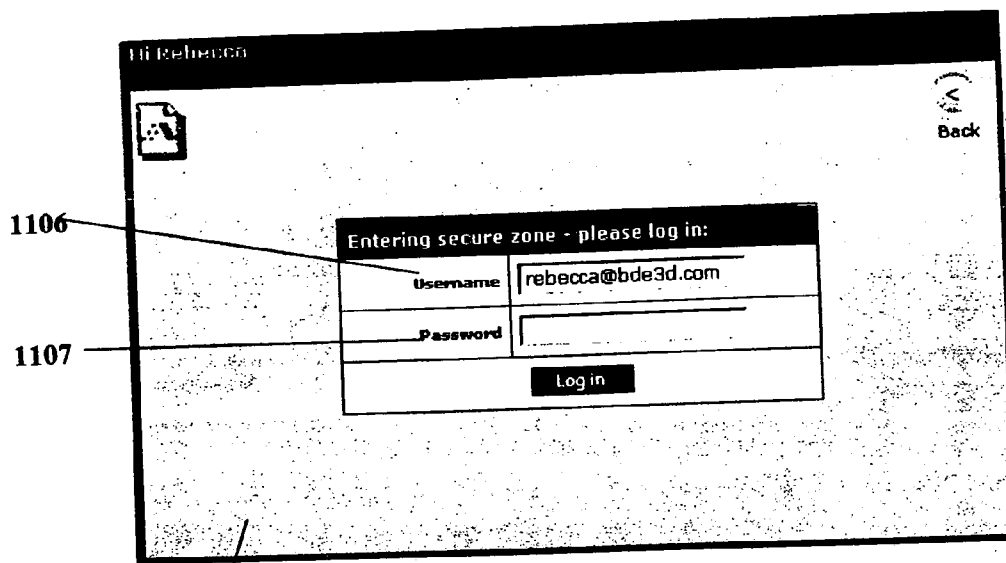 Hi Rebecca
Back
1106
Entering secure zone - please log in:
Username rebecca@bde3d.com
1107
Password
Log in